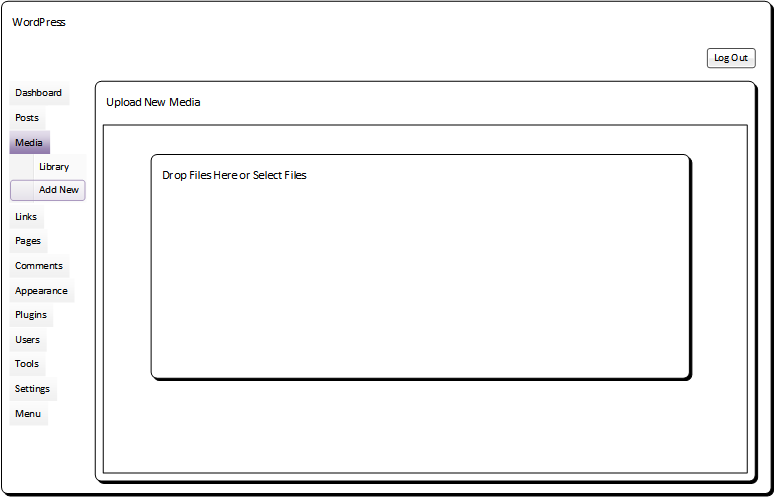 WordPress
Log Out
Dashboard
Posts
Media
Library
Add New
Links
Pages
Comments
Appearance
Plugins
Users
Tools
Settings
Menu
Upload New Media
Drop Files Here or Select Files